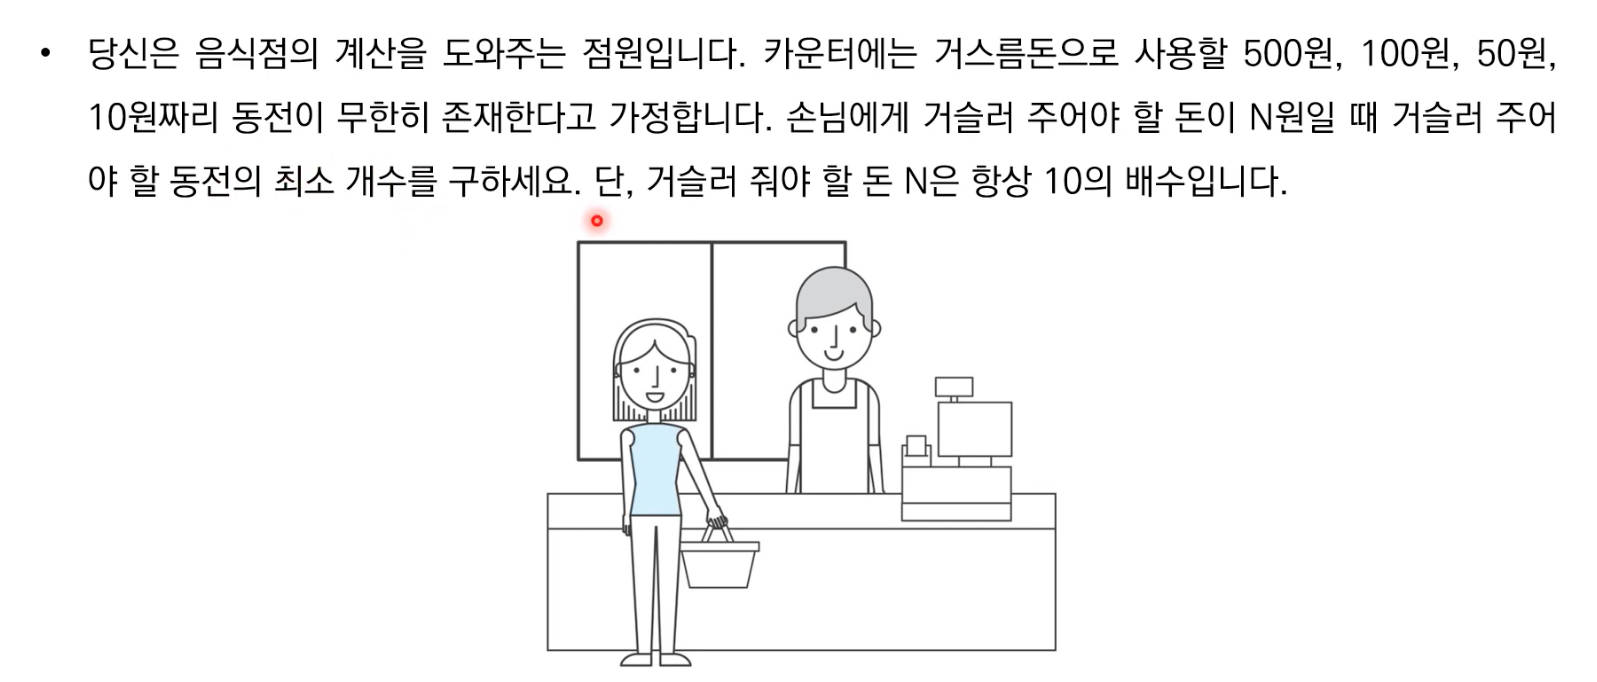 • 당신은 음식점의 계산을 도와주는 점원입니다. 카운터에는 거스름돈으로 사용할 500원, 100원, 50원,
10원짜리 동전이 무한히 존재한다고 가정합니다. 손님에게 거슬러 주어야 할 돈이 N원일 때 거슬러 주어
야 할 동전의 최소 개수를 구하세요. 단, 거슬러 줘야 할 돈 N은 항상 10의 배수입니다.